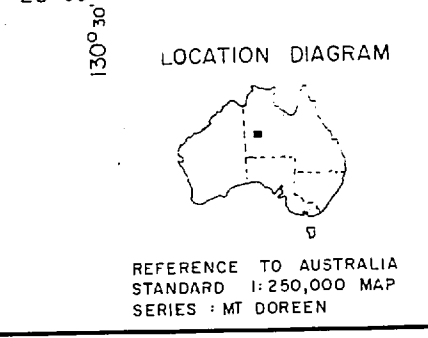 130° 30'
LOCATION DIAGRAM
REFERENCE TO AUSTRALIA
STANDARD 1:250,000 MAP
SERIES : MT DOREEN